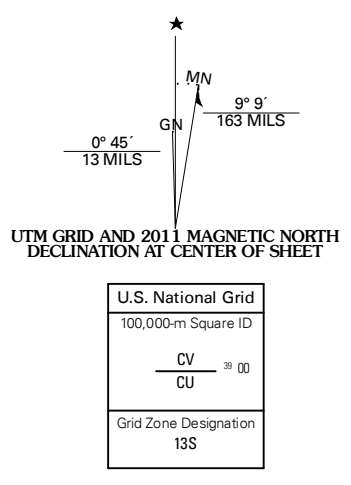 MN
9° 9´
163 MILS
GN
0° 45´
13 MILS
UTM GRID AND 2011 MAGNETIC NORTH
DECLINATION AT CENTER OF SHEET
U.S. National Grid
100,000-m Square ID
CV
39 00
CU
Grid Zone Designation
13S